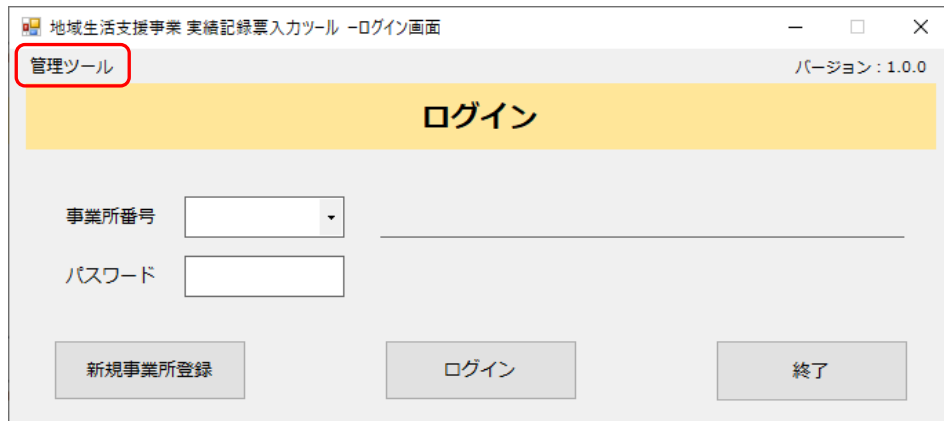 地域生活支援事業 実績記録票入力ツール －ログイン画面
管理ツール
バージョン : 1.0.0
ログイン
事業所番号
パスワード
新規事業所登録
ログイン
終了